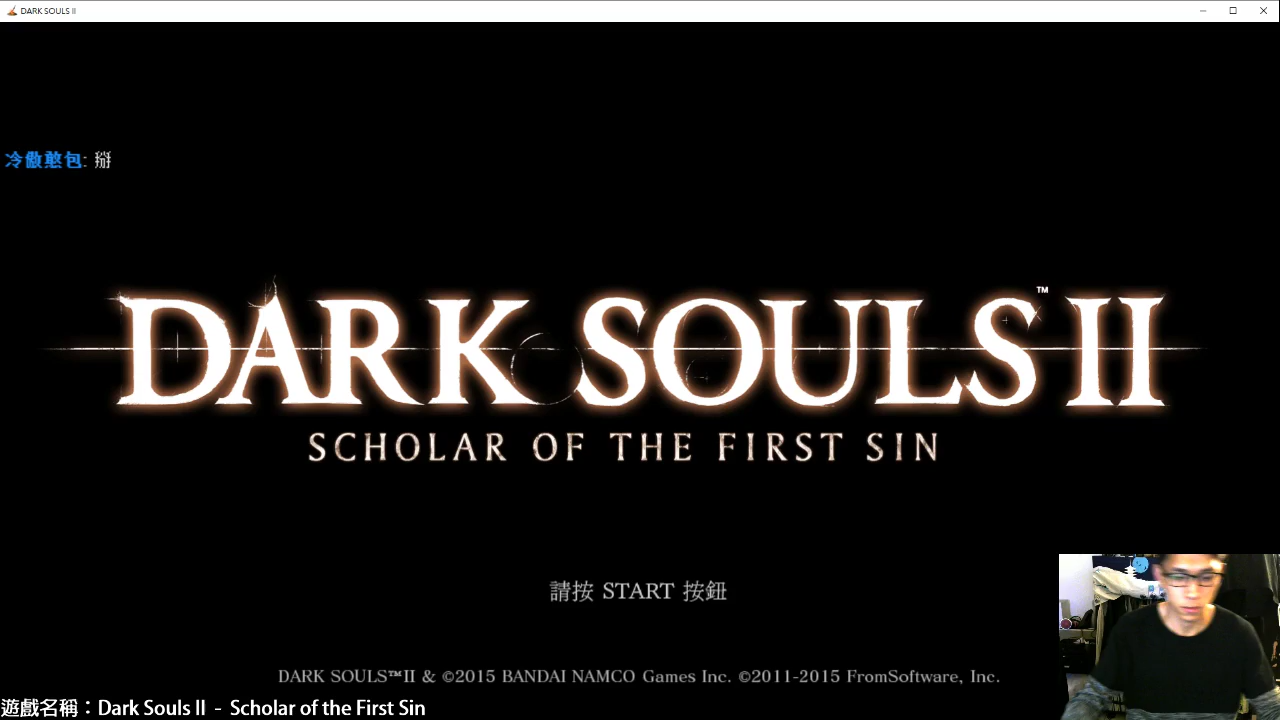 DARK SOULS II
冷傲憨包: 掰
DARK SOULS™ II
SCHOLAR OF THE FIRST SIN
請按 START 按鈕
DARK SOULS™II & ©2015 BANDAI NAMCO Games Inc. ©2011-2015 FromSoftware, Inc.
遊戲名稱：Dark Souls II - Scholar of the First Sin